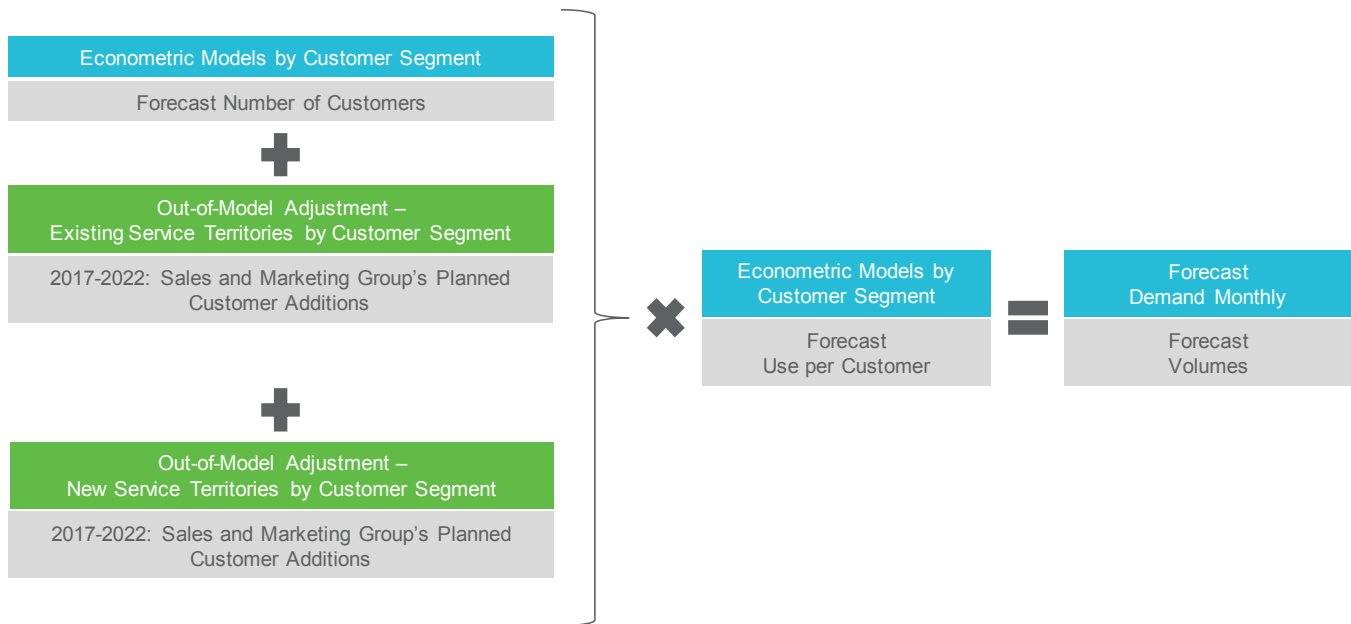 Econometric Models by Customer Segment
Forecast Number of Customers
Out-of-Model Adjustment –
Existing Service Territories by Customer Segment
2017-2022: Sales and Marketing Group's Planned
Customer Additions
Out-of-Model Adjustment –
New Service Territories by Customer Segment
2017-2022: Sales and Marketing Group's Planned
Customer Additions
Econometric Models by
Customer Segment
Forecast
Use per Customer
Forecast
Demand Monthly
Forecast
Volumes